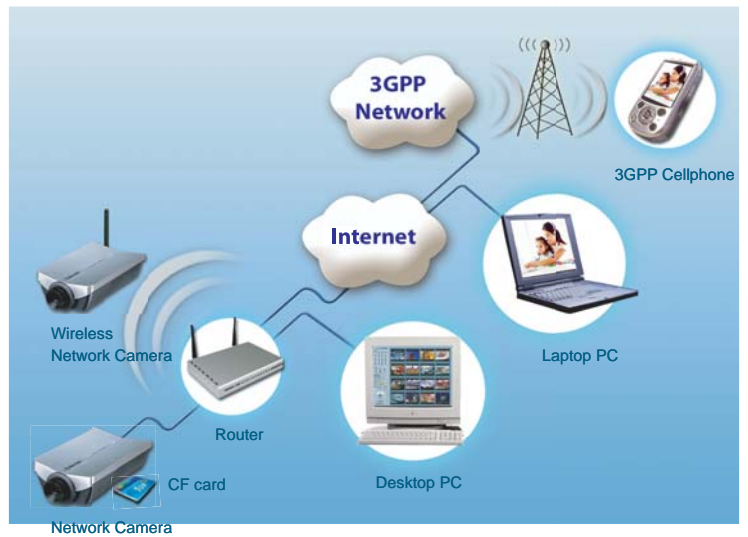 3GPP
Network
3GPP Cellphone
Internet
Wireless
Network Camera
Laptop PC
Router
CF card
Desktop PC
Network Camera